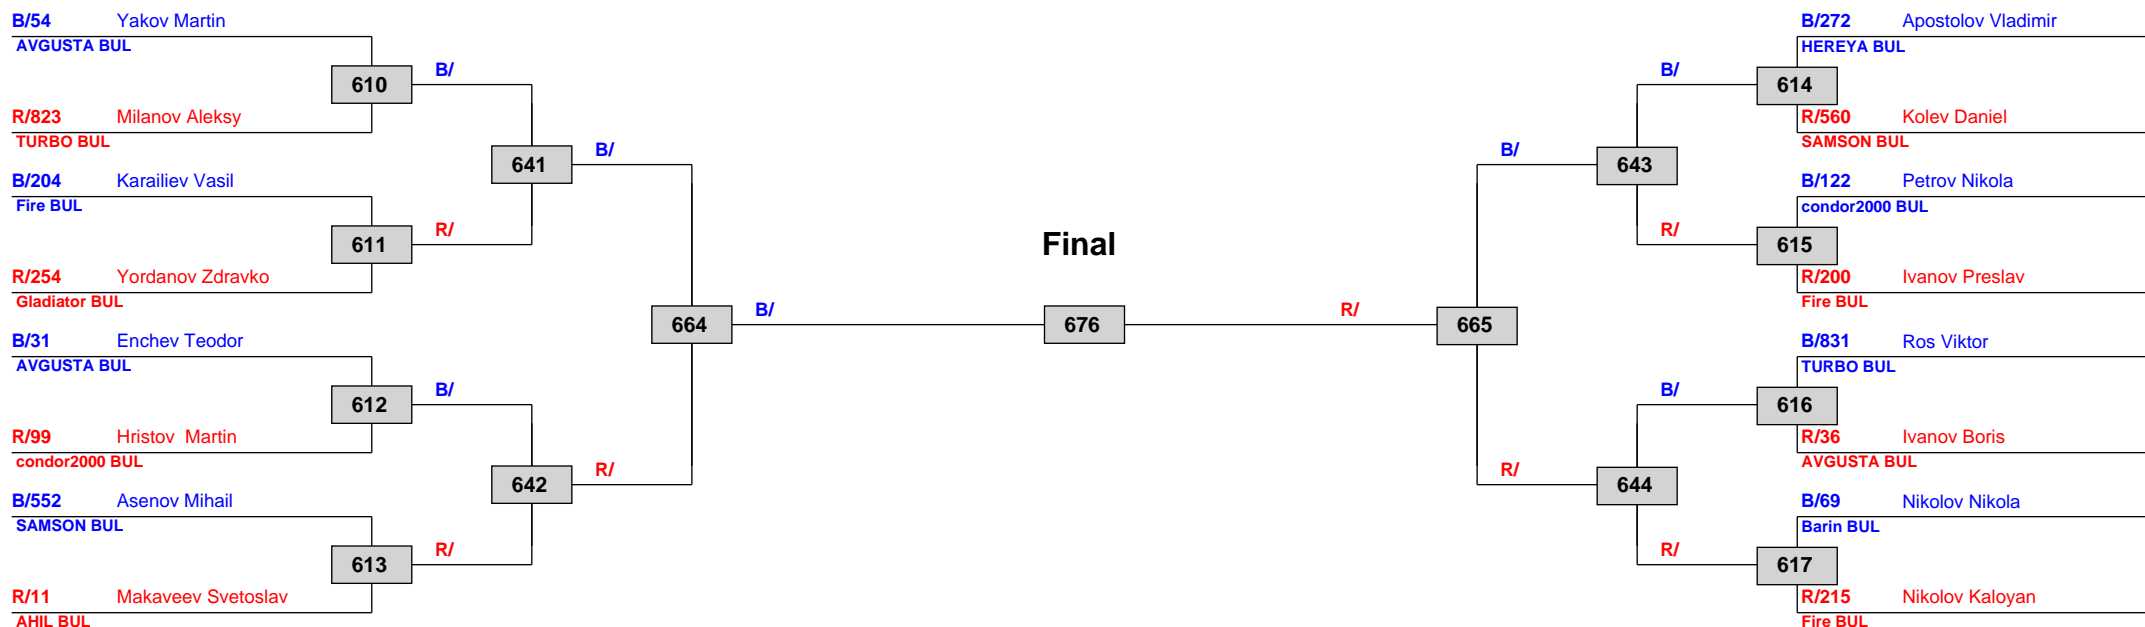 B/54 Yakov Martin
AVGUSTA BUL
610
B/
R/823 Milanov Aleksy
TURBO BUL
641
B/
B/204 Karailiev Vasil
Fire BUL
611
R/
R/254 Yordanov Zdravko
Gladiator BUL
664
B/
B/31 Enchev Teodor
AVGUSTA BUL
612
B/
R/99 Hristov  Martin
condor2000 BUL
642
R/
B/552 Asenov Mihail
SAMSON BUL
613
R/
R/11 Makaveev Svetoslav
AHIL BUL
Final
676
R/
665
B/272 Apostolov Vladimir
HEREYA BUL
B/
614
R/560 Kolev Daniel
SAMSON BUL
B/
643
B/122 Petrov Nikola
condor2000 BUL
R/
615
R/200 Ivanov Preslav
Fire BUL
B/831 Ros Viktor
TURBO BUL
B/
616
R/36 Ivanov Boris
AVGUSTA BUL
R/
644
B/69 Nikolov Nikola
Barin BUL
R/
617
R/215 Nikolov Kaloyan
Fire BUL